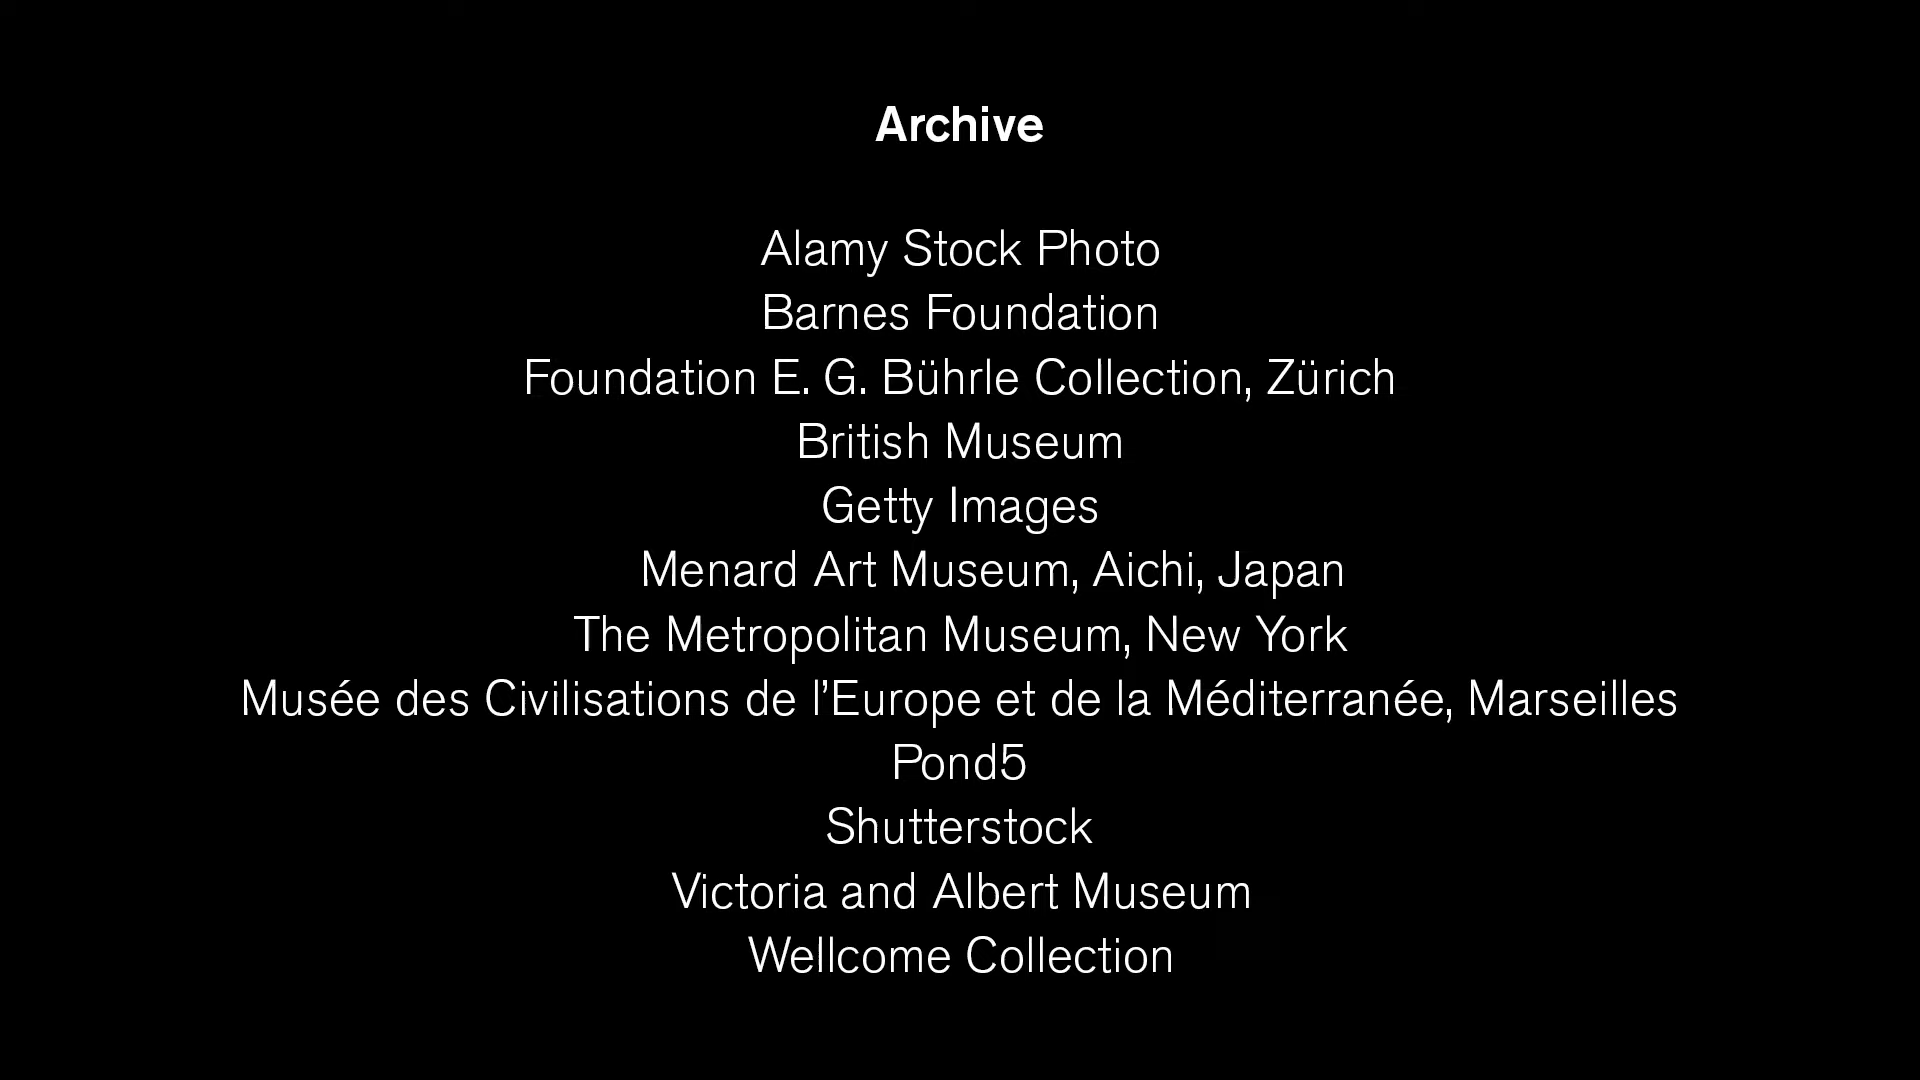 Archive
Alamy Stock Photo
Barnes Foundation
Foundation E. G. Bührle Collection, Zürich
British Museum
Getty Images
Menard Art Museum, Aichi, Japan
The Metropolitan Museum, New York
Musée des Civilisations de l’Europe et de la Méditerranée, Marseilles
Pond5
Shutterstock
Victoria and Albert Museum
Wellcome Collection